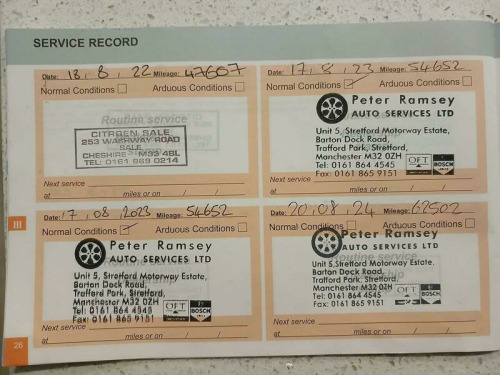 SERVICE RECORD
Date: 18, 8, 22 Mileage: 47607
Normal Conditions Arduous Conditions
Routine service
CITROEN SALE
253 WASHWAY ROAD
SALE
CHESHIRE M33 4BL
TEL: 0161 969 0214
Next service
at miles or on / /
Date: 17, 8, 23 Mileage: 54652
Normal Conditions Arduous Conditions
Peter Ramsey
AUTO SERVICES LTD
Unit 5, Stretford Motorway Estate,
Barton Dock Road,
Trafford Park, Stretford,
Manchester M32 0ZH
Tel: 0161 864 4545
Fax: 0161 865 9151
OFT
BOSCH
Next service
at miles or on / /
III
Date: 17, 08, 2023 Mileage: 54652
Normal Conditions Arduous Conditions
Peter Ramsey
AUTO SERVICES LTD
Unit 5, Stretford Motorway Estate,
Barton Dock Road,
Trafford Park, Stretford,
Manchester M32 0ZH
Tel: 0161 864 4545
Fax: 0161 865 9151
OFT
BOSCH
Next service
at miles or on / /
Date: 20, 08, 24 Mileage: 62502
Normal Conditions Arduous Conditions
Peter Ramsey
AUTO SERVICES LTD
Unit 5, Stretford Motorway Estate,
Barton Dock Road,
Trafford Park, Stretford,
Manchester M32 0ZH
Tel: 0161 864 4545
Fax: 0161 865 9151
OFT
BOSCH
Next service
at miles or on / /
26